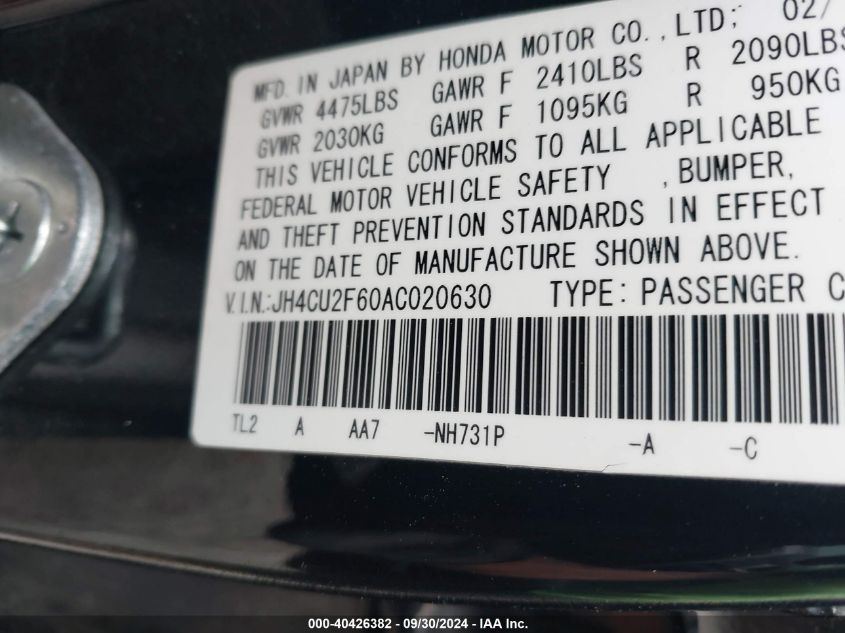 MFD. IN JAPAN BY HONDA MOTOR CO.,LTD; 02/
GVWR 4475LBS GAWR F 2410LBS R 2090LBS
GVWR 2030KG GAWR F 1095KG R 950KG
THIS VEHICLE CONFORMS TO ALL APPLICABLE
FEDERAL MOTOR VEHICLE SAFETY , BUMPER,
AND THEFT PREVENTION STANDARDS IN EFFECT
ON THE DATE OF MANUFACTURE SHOWN ABOVE.
V.I.N.:JH4CU2F60AC020630 TYPE: PASSENGER C
TL2 A AA7 -NH731P -A -C
000-40426382 - 09/30/2024 - IAA Inc.